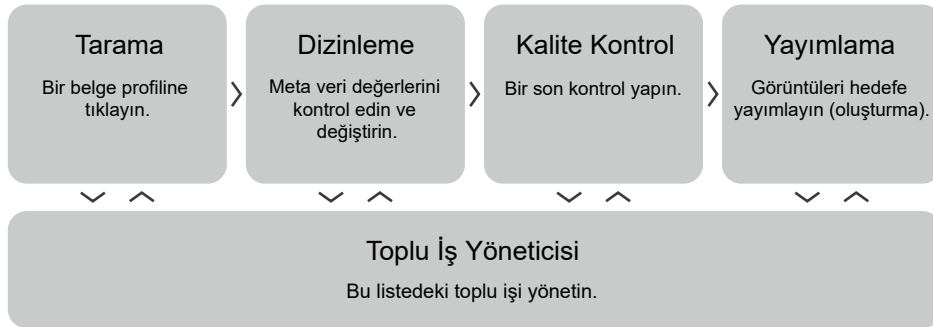 Tarama
Bir belge profiline
tıklayın.
Dizinleme
Meta veri değerlerini
kontrol edin ve
değiştirin.
Kalite Kontrol
Bir son kontrol yapın.
Yayımlama
Görüntüleri hedefe
yayımlayın (oluşturma).
Toplu İş Yöneticisi
Bu listedeki toplu işi yönetin.